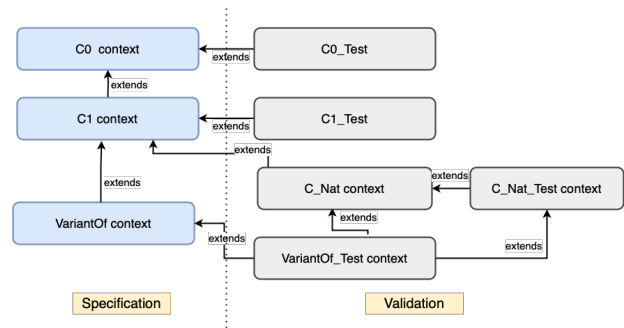 C0 context
C0_Test
extends
extends
C1 context
C1_Test
extends
extends
extends
C_Nat context
extends
C_Nat_Test context
extends
VariantOf context
extends
extends
VariantOf_Test context
extends
Specification
Validation